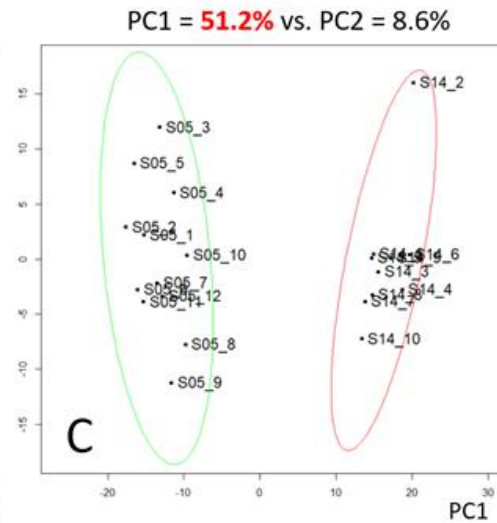 PC1 = 51.2% vs. PC2 = 8.6%
15
S14_2
S05_3
10
S05_5
S05_4
5
S05_2
S05_1
S05_10
S14_6
0
S14_3
S05_7
S14_4
S05_12
S05_11
-5
S14_10
S05_8
-10
S05_9
-15
C
-20
-10
0
10
20
30
PC1